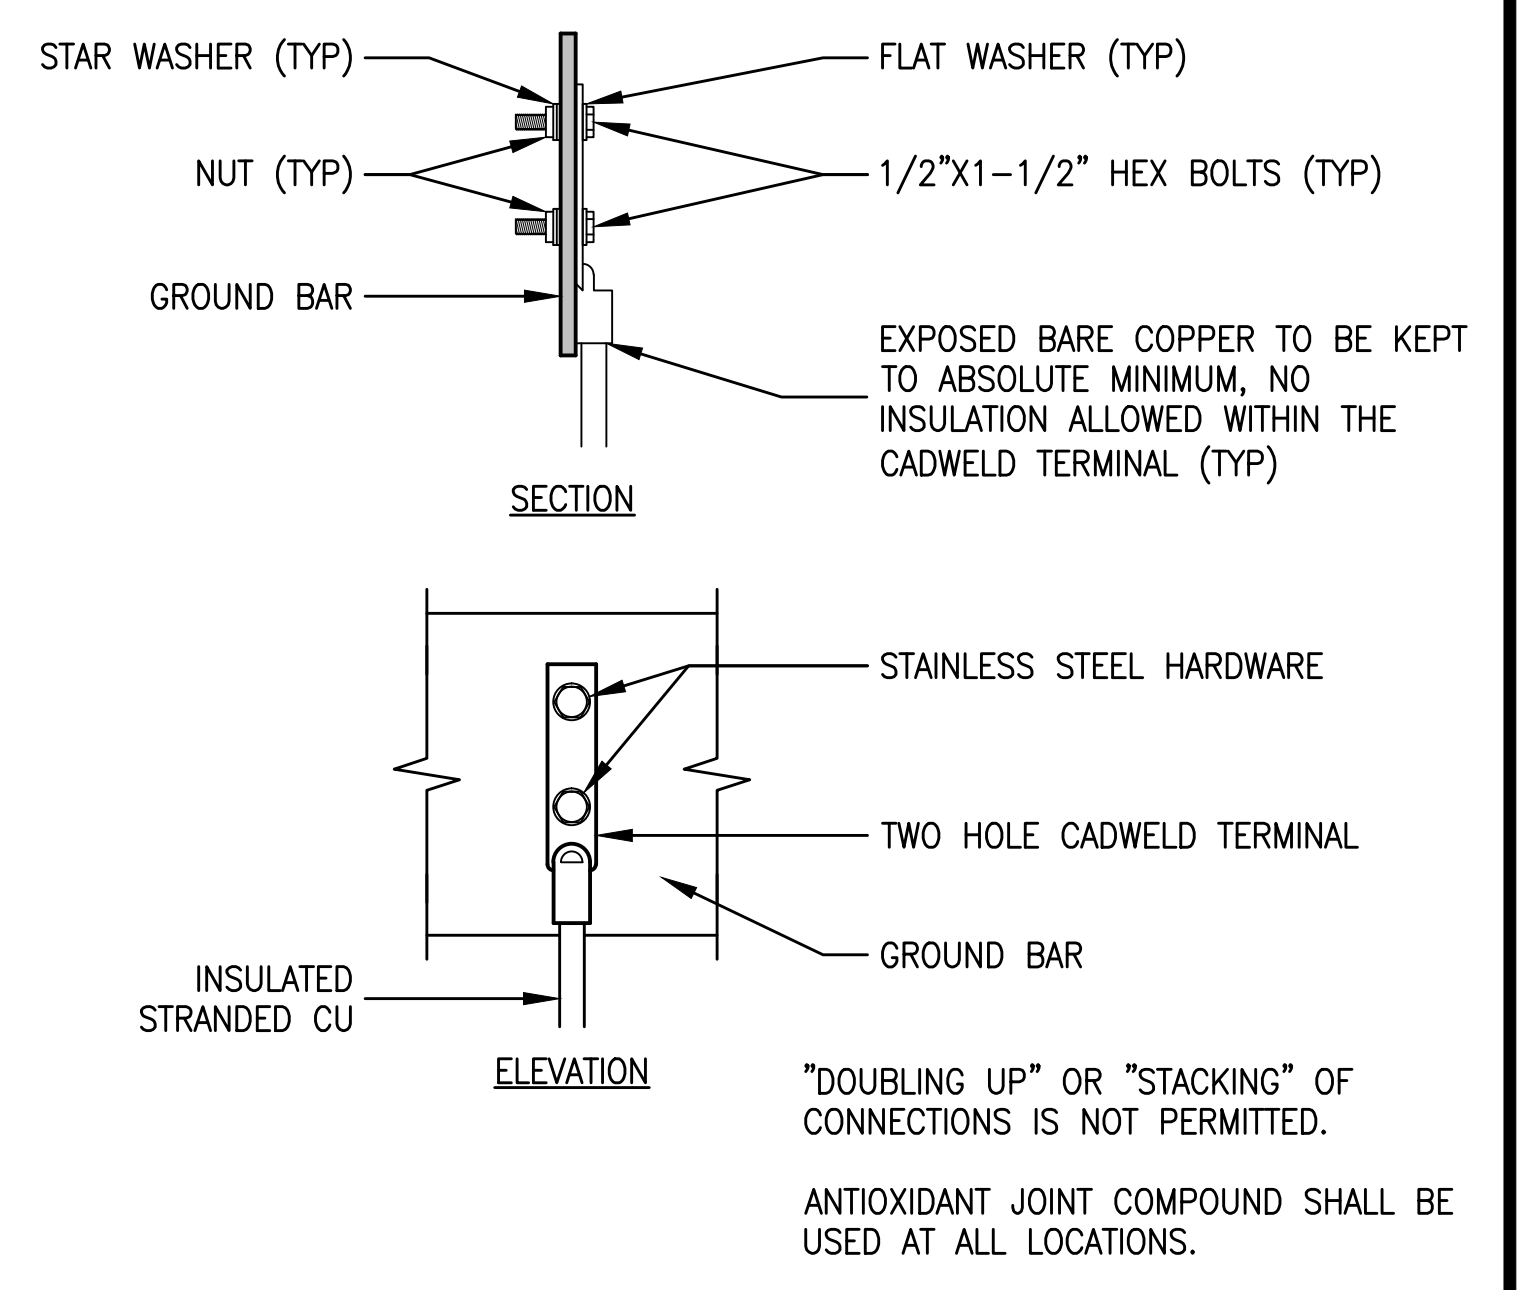 STAR WASHER (TYP)
FLAT WASHER (TYP)
NUT (TYP)
1/2"X1-1/2" HEX BOLTS (TYP)
GROUND BAR
EXPOSED BARE COPPER TO BE KEPT
TO ABSOLUTE MINIMUM, NO
INSULATION ALLOWED WITHIN THE
CADWELD TERMINAL (TYP)
SECTION
STAINLESS STEEL HARDWARE
TWO HOLE CADWELD TERMINAL
GROUND BAR
INSULATED
STRANDED CU
ELEVATION
"DOUBLING UP" OR "STACKING" OF
CONNECTIONS IS NOT PERMITTED.
ANTIOXIDANT JOINT COMPOUND SHALL BE
USED AT ALL LOCATIONS.